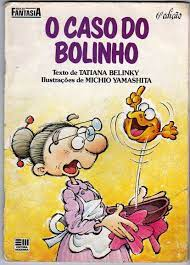 FANTASIA
6ª edição
O CASO DO
BOLINHO
Texto de TATIANA BELINKY
Ilustrações de MICHIO YAMASHITA